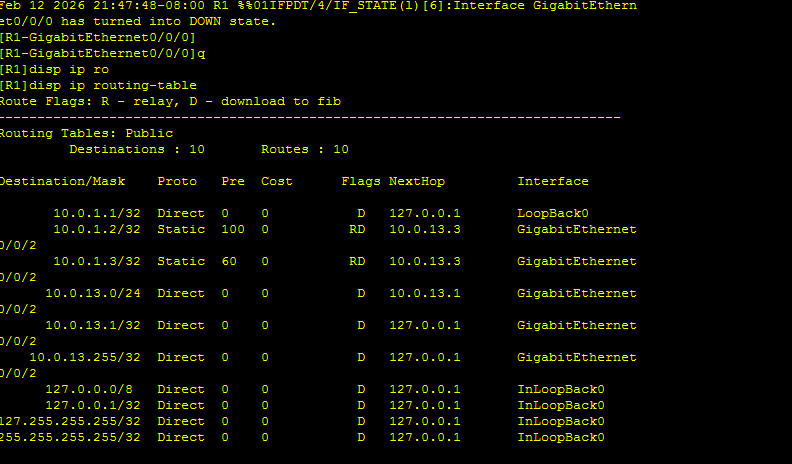 Feb 12 2026 21:47:48-08:00 R1 %%01IFPDT/4/IF_STATE(l)[6]:Interface GigabitEthern
et0/0/0 has turned into DOWN state.
[R1-GigabitEthernet0/0/0]
[R1-GigabitEthernet0/0/0]q
[R1]disp ip ro
[R1]disp ip routing-table
Route Flags: R - relay, D - download to fib
------------------------------------------------------------------------------
Routing Tables: Public
         Destinations : 10       Routes : 10

Destination/Mask    Proto   Pre  Cost      Flags NextHop         Interface

       10.0.1.1/32  Direct  0    0           D   127.0.0.1       LoopBack0
       10.0.1.2/32  Static  100  0          RD   10.0.13.3       GigabitEthernet
0/0/2
       10.0.1.3/32  Static  60   0          RD   10.0.13.3       GigabitEthernet
0/0/2
      10.0.13.0/24  Direct  0    0           D   10.0.13.1       GigabitEthernet
0/0/2
      10.0.13.1/32  Direct  0    0           D   127.0.0.1       GigabitEthernet
0/0/2
    10.0.13.255/32  Direct  0    0           D   127.0.0.1       GigabitEthernet
0/0/2
      127.0.0.0/8   Direct  0    0           D   127.0.0.1       InLoopBack0
      127.0.0.1/32  Direct  0    0           D   127.0.0.1       InLoopBack0
127.255.255.255/32  Direct  0    0           D   127.0.0.1       InLoopBack0
255.255.255.255/32  Direct  0    0           D   127.0.0.1       InLoopBack0